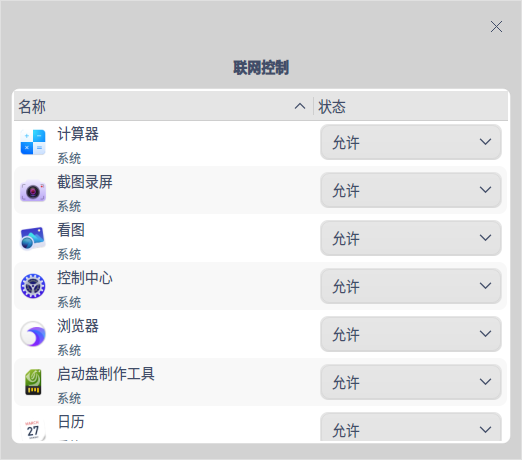 联网控制
名称 状态
计算器
系统
允许
截图录屏
系统
允许
看图
系统
允许
控制中心
系统
允许
浏览器
系统
允许
启动盘制作工具
系统
允许
日历
允许
MARCH
27